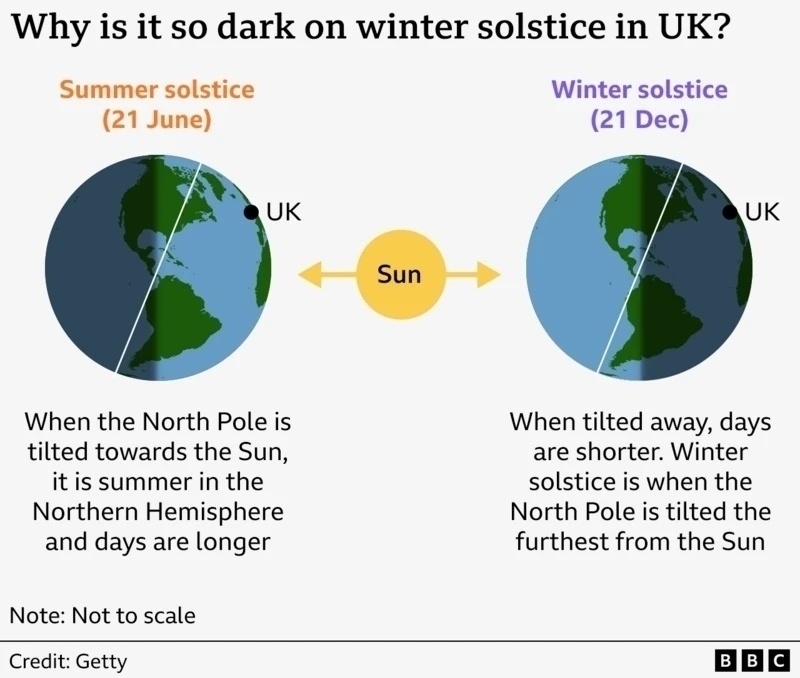 Why is it so dark on winter solstice in UK?
Summer solstice
(21 June)
Winter solstice
(21 Dec)
UK
Sun
UK
When the North Pole is
tilted towards the Sun,
it is summer in the
Northern Hemisphere
and days are longer
When tilted away, days
are shorter. Winter
solstice is when the
North Pole is tilted the
furthest from the Sun
Note: Not to scale
Credit: Getty
BBC